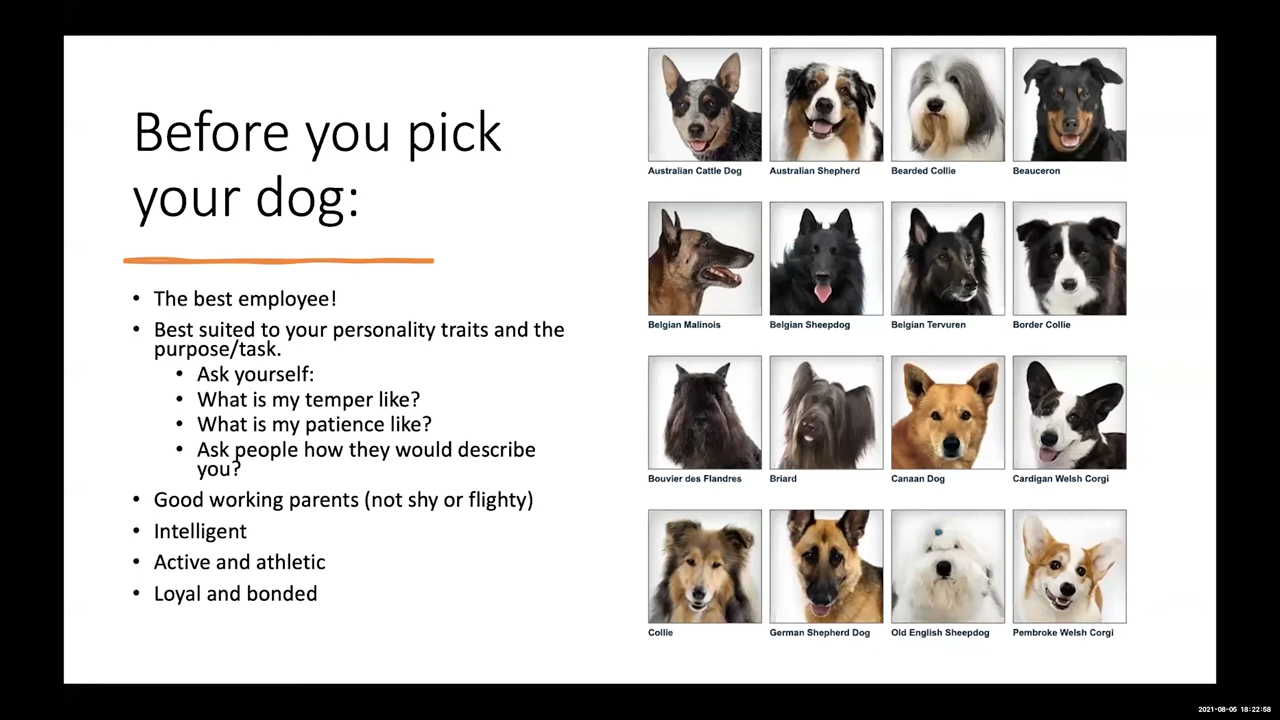 Before you pick
your dog:
• The best employee!
• Best suited to your personality traits and the
purpose/task.
• Ask yourself:
• What is my temper like?
• What is my patience like?
• Ask people how they would describe
you?
• Good working parents (not shy or flighty)
• Intelligent
• Active and athletic
• Loyal and bonded
Australian Cattle Dog
Australian Shepherd
Bearded Collie
Beauceron
Belgian Malinois
Belgian Sheepdog
Belgian Tervuren
Border Collie
Bouvier des Flandres
Briard
Canaan Dog
Cardigan Welsh Corgi
Collie
German Shepherd Dog
Old English Sheepdog
Pembroke Welsh Corgi
2021-08-05 18:22:58